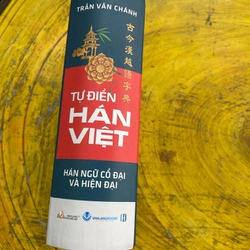 TRẦN VĂN CHÁNH
古今漢越語字典
TỰ ĐIỂN
HÁN
VIỆT
HÁN NGỮ CỔ ĐẠI
VÀ HIỆN ĐẠI